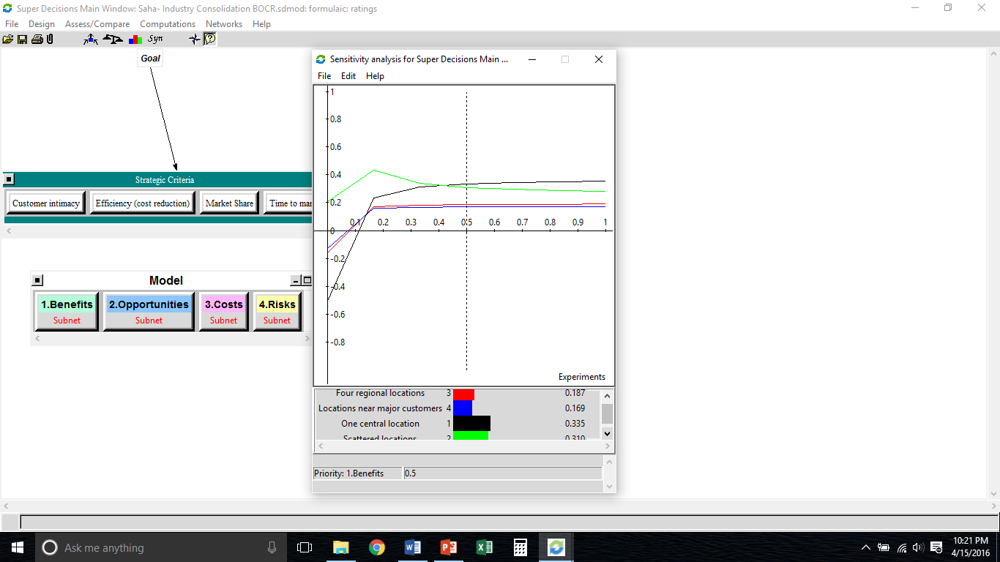 Super Decisions Main Window: Saha- Industry Consolidation BOCR.sdmod: formulaic: ratings
File Design Assess/Compare Computations Networks Help
Syn
Goal
Strategic Criteria
Customer intimacy Efficiency (cost reduction) Market Share Time to mar
Model
1.Benefits 2.Opportunities 3.Costs 4.Risks
Subnet Subnet Subnet Subnet
Sensitivity analysis for Super Decisions Main ...
File Edit Help
1
0.8
0.6
0.4
0.2
0.1 0.2 0.3 0.4 0.5 0.6 0.7 0.8 0.9 1
0
-0.2
-0.4
-0.6
-0.8
Experiments
Four regional locations 3 0.187
Locations near major customers 4 0.169
One central location 1 0.335
Scattered locations 2 0.310
Priority: 1.Benefits 0.5
Ask me anything
10:21 PM
4/15/2016